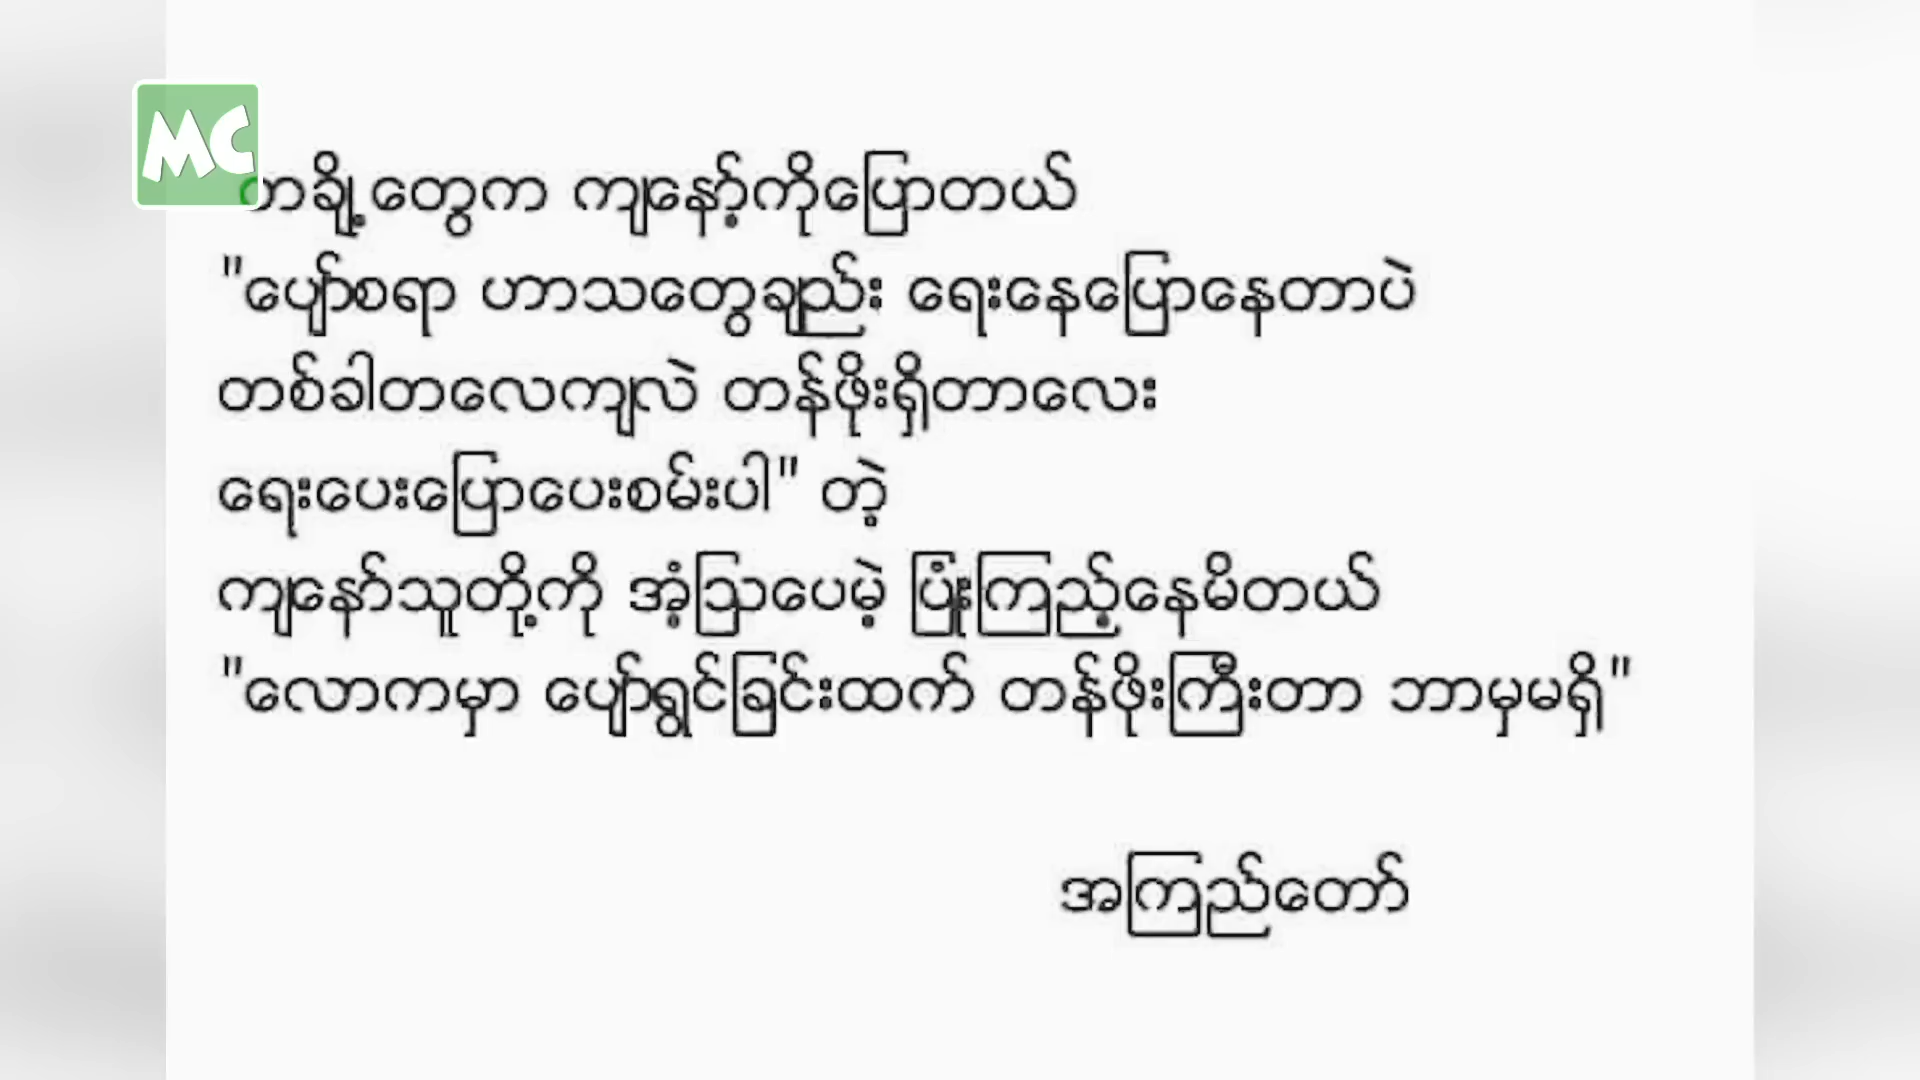 MC
တချို့တွေက ကျနော့်ကိုပြောတယ်
"ပျော်စရာ ဟာသတွေချည်း ရေးနေပြောနေတာပဲ
တစ်ခါတလေကျလဲ တန်ဖိုးရှိတာလေး
ရေးပေးပြောပေးစမ်းပါ" တဲ့
ကျနော်သူတို့ကို အံ့ဩပေမဲ့ ပြုံးကြည့်နေမိတယ်
"လောကမှာ ပျော်ရွှင်ခြင်းထက် တန်ဖိုးကြီးတာ ဘာမှမရှိ"
အကြည်တော်